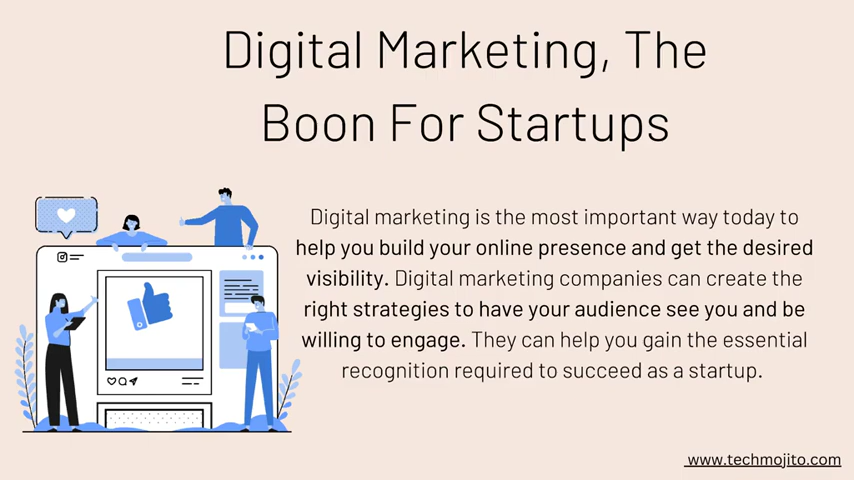 Digital Marketing, The
Boon For Startups
Digital marketing is the most important way today to
help you build your online presence and get the desired
visibility. Digital marketing companies can create the
right strategies to have your audience see you and be
willing to engage. They can help you gain the essential
recognition required to succeed as a startup.
www.techmojito.com